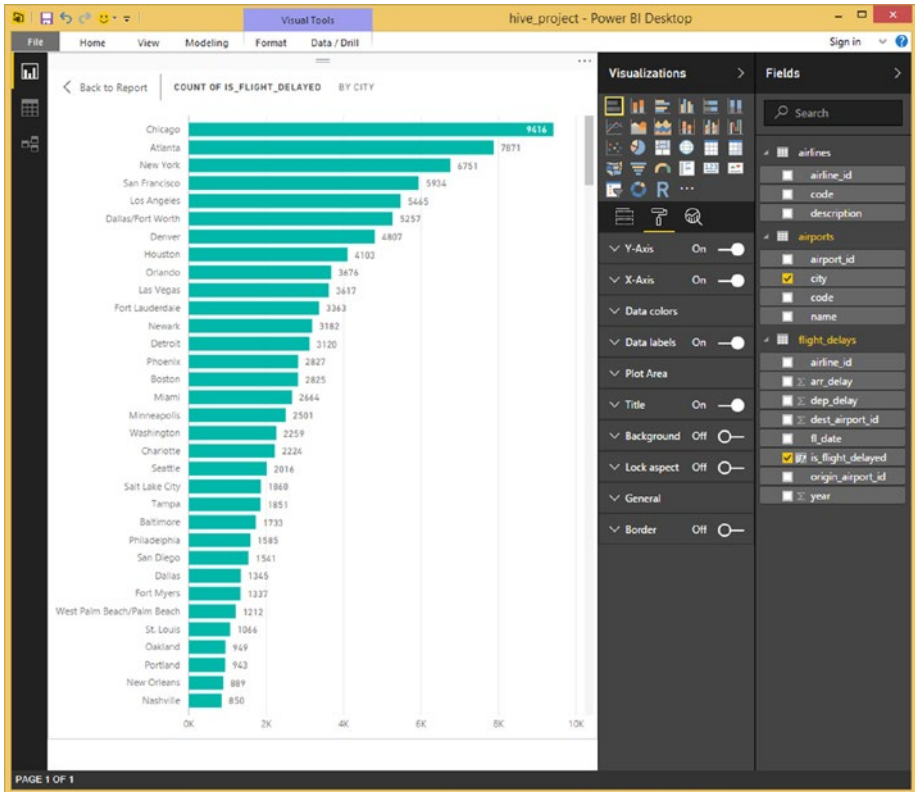 Visual Tools
hive_project - Power BI Desktop
File Home View Modeling Format Data / Drill Sign in
Back to Report COUNT OF IS_FLIGHT_DELAYED BY CITY
Chicago 9416
Atlanta 7871
New York 6751
San Francisco 5934
Los Angeles 5465
Dallas/Fort Worth 5257
Denver 4807
Houston 4103
Orlando 3676
Las Vegas 3617
Fort Lauderdale 3363
Newark 3182
Detroit 3120
Phoenix 2827
Boston 2825
Miami 2664
Minneapolis 2501
Washington 2259
Charlotte 2224
Seattle 2016
Salt Lake City
Tampa 1851
Baltimore 1733
Philadelphia 1585
San Diego 1541
Dallas 1345
Fort Myers 1337
West Palm Beach/Palm Beach 1212
St. Louis 1066
Oakland 949
Portland 943
New Orleans 889
Nashville 850
0K 2K 4K 6K 8K 10K
Visualizations
R
Y-Axis On
X-Axis On
Data colors
Data labels On
Plot Area
Title On
Background Off
Lock aspect Off
General
Border Off
Fields
Search
airlines
airline_id
code
description
airports
airport_id
city
code
name
flight_delays
airline_id
Σ arr_delay
Σ dep_delay
Σ dest_airport_id
fl_date
is_flight_delayed
origin_airport_id
Σ year
PAGE 1 OF 1